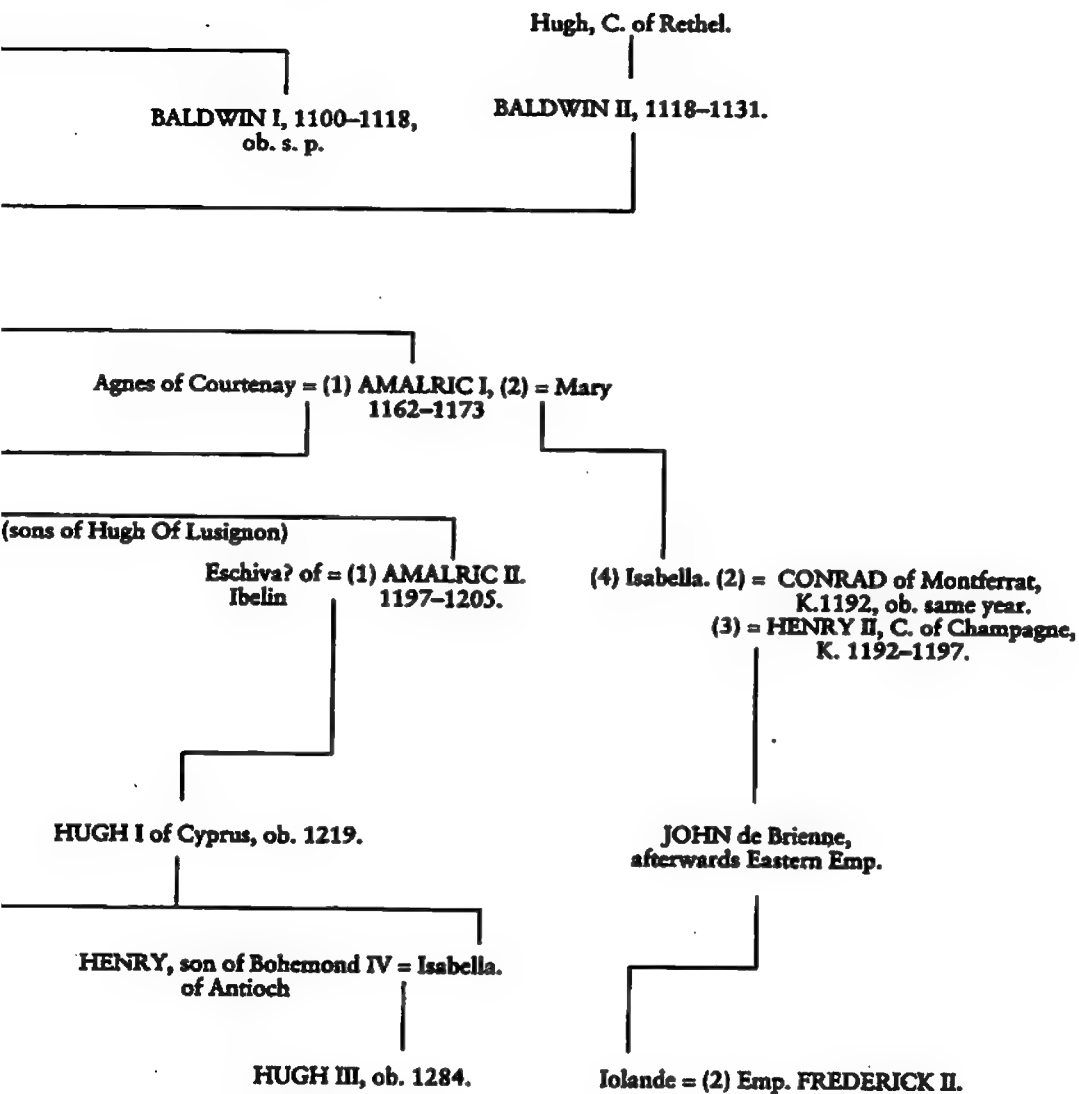 Hugh, C. of Rethel.
BALDWIN I, 1100–1118,
ob. s. p.
BALDWIN II, 1118–1131.
Agnes of Courtenay = (1) AMALRIC I, (2) = Mary
1162–1173
(sons of Hugh Of Lusignon)
Eschiva? of = (1) AMALRIC II.
Ibelin 1197–1205.
(4) Isabella. (2) = CONRAD of Montferrat,
K.1192, ob. same year.
(3) = HENRY II, C. of Champagne,
K. 1192–1197.
HUGH I of Cyprus, ob. 1219.
JOHN de Brienne,
afterwards Eastern Emp.
HENRY, son of Bohemond IV = Isabella.
of Antioch
HUGH III, ob. 1284.
Iolande = (2) Emp. FREDERICK II.